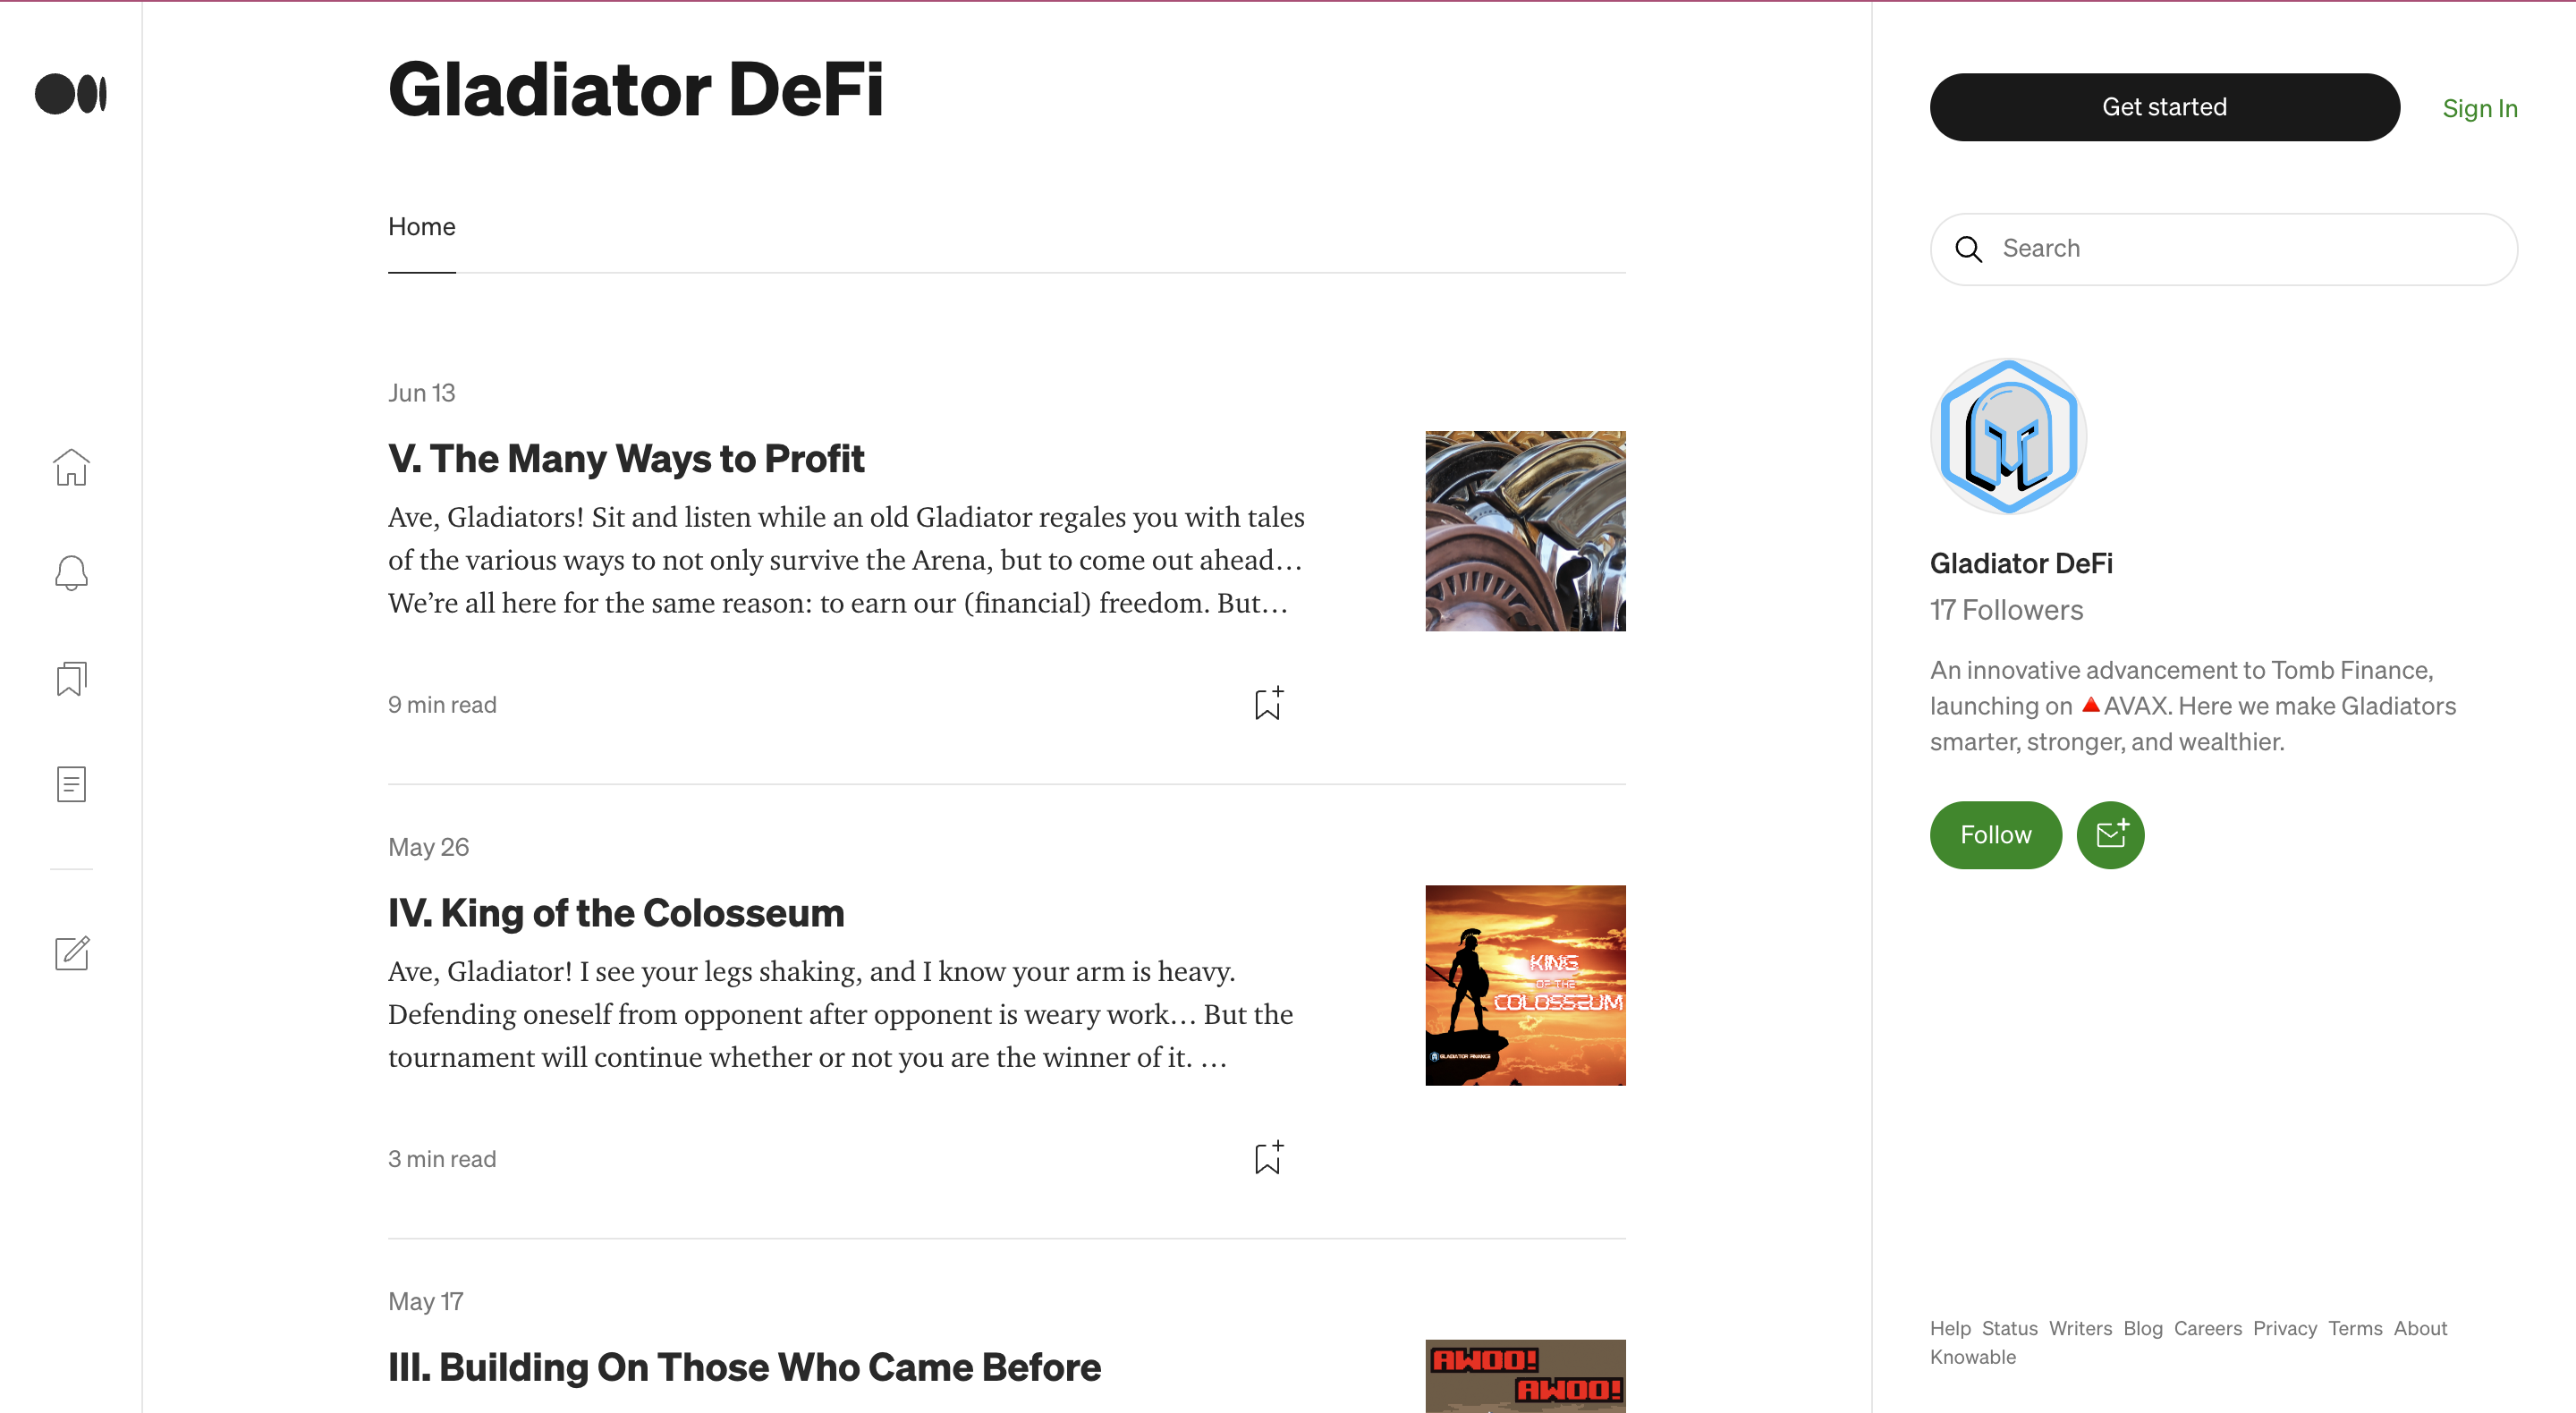 Gladiator DeFi
Home
Jun 13
V. The Many Ways to Profit
Ave, Gladiators! Sit and listen while an old Gladiator regales you with tales
of the various ways to not only survive the Arena, but to come out ahead…
We’re all here for the same reason: to earn our (financial) freedom. But…
9 min read
May 26
IV. King of the Colosseum
Ave, Gladiator! I see your legs shaking, and I know your arm is heavy.
Defending oneself from opponent after opponent is weary work… But the
tournament will continue whether or not you are the winner of it. …
KING
OF THE
COLOSSEUM
GLADIATOR FINANCE
3 min read
May 17
III. Building On Those Who Came Before
AWOO!
AWOO!
Get started
Sign In
Search
Gladiator DeFi
17 Followers
An innovative advancement to Tomb Finance,
launching on 🔺AVAX. Here we make Gladiators
smarter, stronger, and wealthier.
Follow
Help Status Writers Blog Careers Privacy Terms About
Knowable